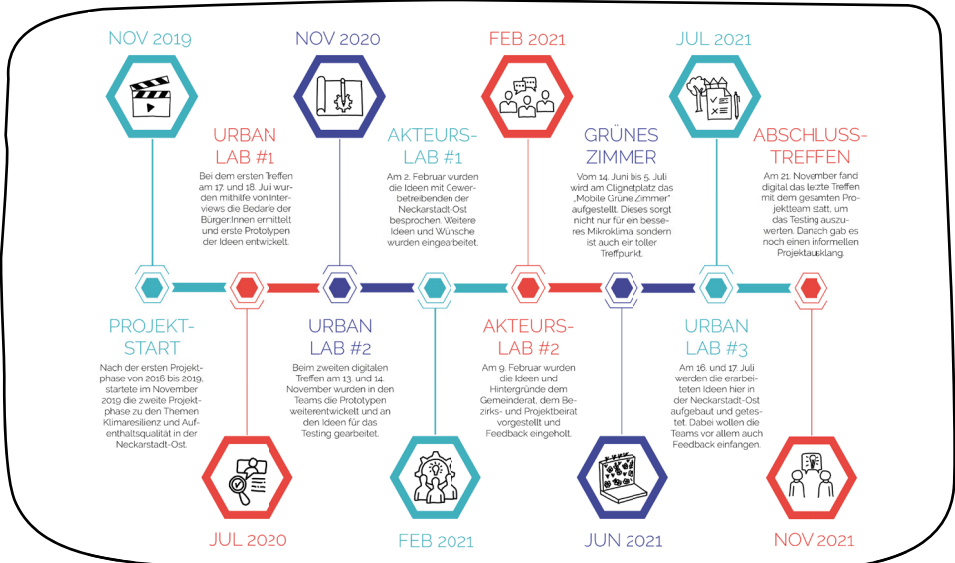 NOV 2019
PROJEKT-
START
Nach der ersten Projekt-
phase von 2016 bis 2019,
startete im November
2019 die zweite Projekt-
phase zu den Themen
Klimaresilienz und Auf-
enthaltsqualität in der
Neckarstadt-Ost.
URBAN
LAB #1
Bei dem ersten Treffen
am 17. und 18. Juli wur-
den mithilfe von Inter-
views die Bedarfe der
Bürger:Innen ermittelt
und erste Prototypen
der Ideen entwickelt.
JUL 2020
NOV 2020
URBAN
LAB #2
Beim zweiten digitalen
Treffen am 13. und 14.
November wurden in den
Teams die Prototypen
weiterentwickelt und an
den Ideen für das
Testing gearbeitet.
AKTEURS-
LAB #1
Am 2. Februar wurden
die Ideen mit Gewer-
betreibenden der
Neckarstadt-Ost
besprochen. Weitere
Ideen und Wünsche
wurden eingearbeitet.
FEB 2021
FEB 2021
AKTEURS-
LAB #2
Am 9. Februar wurden
die Ideen und
Hintergründe dem
Gemeinderat, dem Be-
zirks- und Projektbeirat
vorgestellt und
Feedback eingeholt.
GRÜNES
ZIMMER
Vom 14. Juni bis 5. Juli
wird am Clignetplatz das
„Mobile Grüne Zimmer"
aufgestellt. Dieses sorgt
nicht nur für ein besse-
res Mikroklima sondern
ist auch ein toller
Treffpunkt.
JUN 2021
JUL 2021
URBAN
LAB #3
Am 16. und 17. Juli
werden die erarbei-
teten Ideen hier in
der Neckarstadt-Ost
aufgebaut und getes-
tet. Dabei wollen die
Teams vor allem auch
Feedback einfangen.
ABSCHLUSS-
TREFFEN
Am 21. November fand
digital das letzte Treffen
mit dem gesamten Pro-
jektteam statt, um
das Testing auszu-
werten. Danach gab es
noch einen informellen
Projektausklang.
NOV 2021